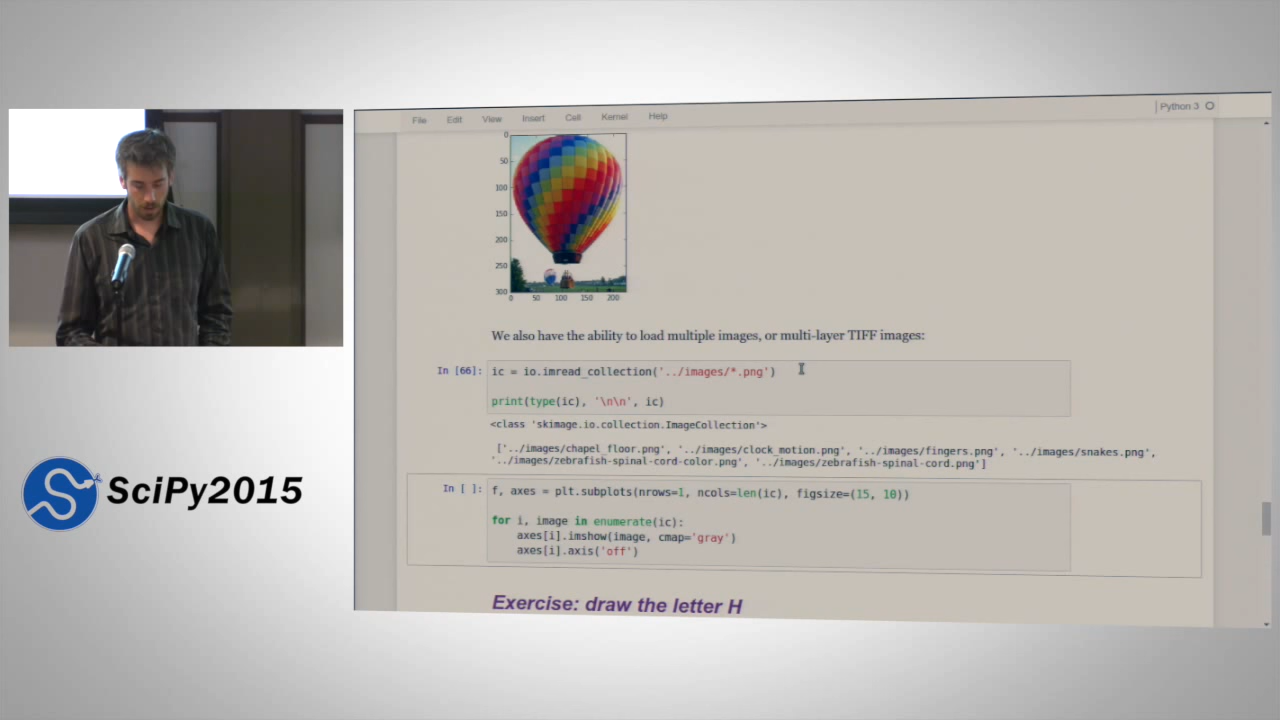 File Edit View Insert Cell Kernel Help
Python 3
0
50
100
150
200
250
300
0 50 100 150 200
We also have the ability to load multiple images, or multi-layer TIFF images:
In [66]: ic = io.imread_collection('../images/*.png')
print(type(ic), '\n\n', ic)
<class 'skimage.io.collection.ImageCollection'>
['../images/chapel_floor.png', '../images/clock_motion.png', '../images/fingers.png', '../images/snakes.png',
'../images/zebrafish-spinal-cord-color.png', '../images/zebrafish-spinal-cord.png']
In [ ]: f, axes = plt.subplots(nrows=1, ncols=len(ic), figsize=(15, 10))
for i, image in enumerate(ic):
axes[i].imshow(image, cmap='gray')
axes[i].axis('off')
Exercise: draw the letter H
SciPy2015